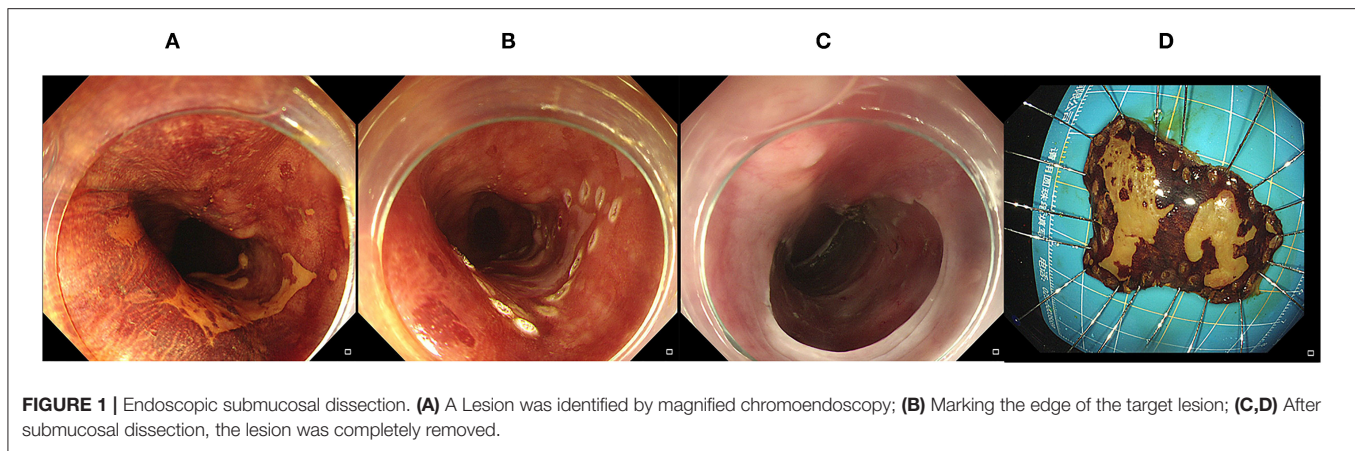 A B C D
FIGURE 1 | Endoscopic submucosal dissection. (A) A Lesion was identified by magnified chromoendoscopy; (B) Marking the edge of the target lesion; (C,D) After
submucosal dissection, the lesion was completely removed.